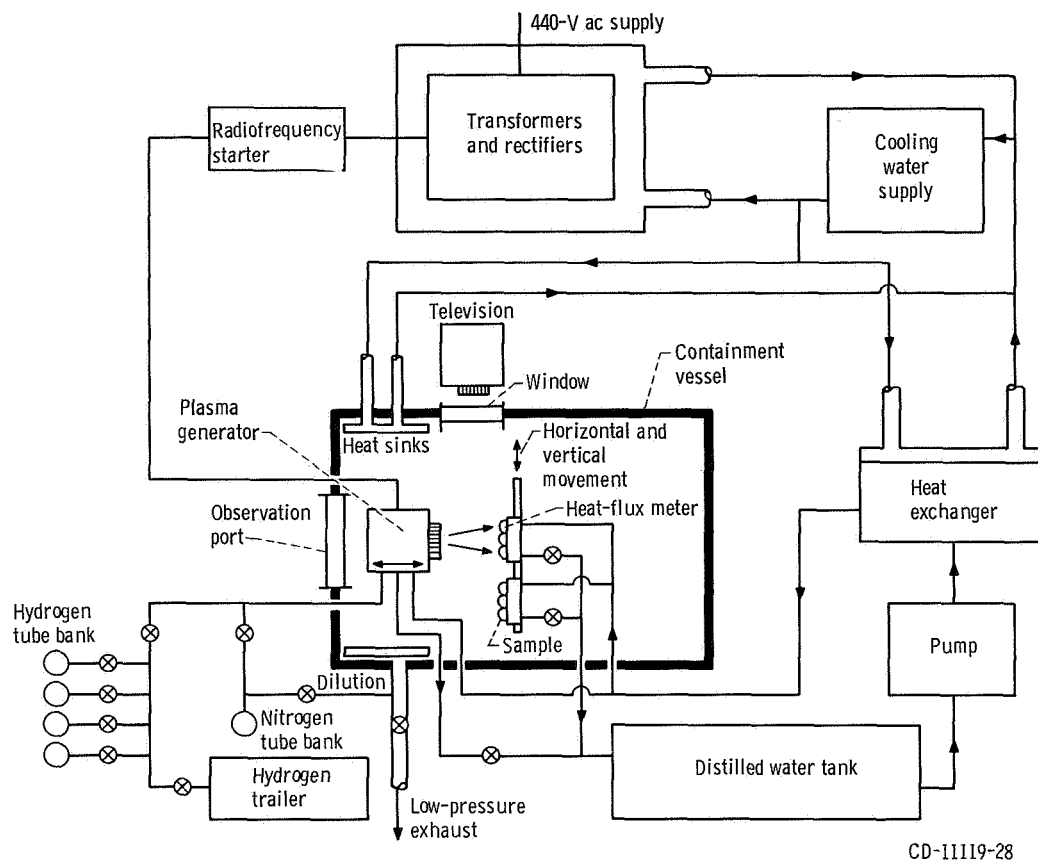 440-V ac supply
Radiofrequency
starter
Transformers
and rectifiers
Cooling
water
supply
Television
Containment
vessel
Window
Plasma
generator
Heat sinks
Horizontal and
vertical
movement
Heat-flux meter
Heat
exchanger
Observation
port
Hydrogen
tube bank
Sample
Pump
Dilution
Nitrogen
tube bank
Hydrogen
trailer
Distilled water tank
Low-pressure
exhaust
CD-11119-28